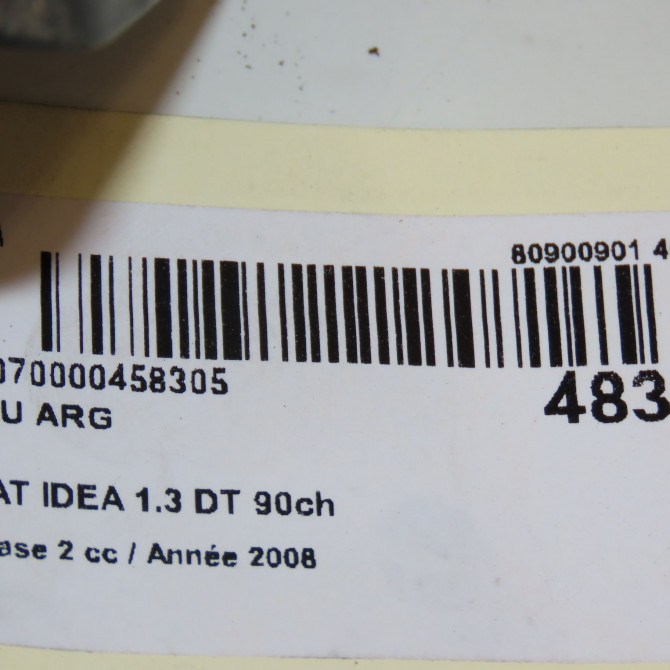 80900901 4
070000458305
483
U ARG
AT IDEA 1.3 DT 90ch
ase 2 cc / Année 2008